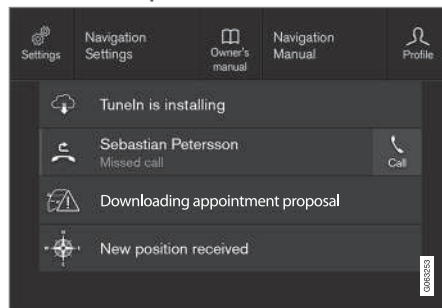 Settings
Navigation
Settings
Owner's
manual
Navigation
Manual
Profile
TuneIn is installing
Sebastian Petersson
Missed call
Call
Downloading appointment proposal
New position received
G063253